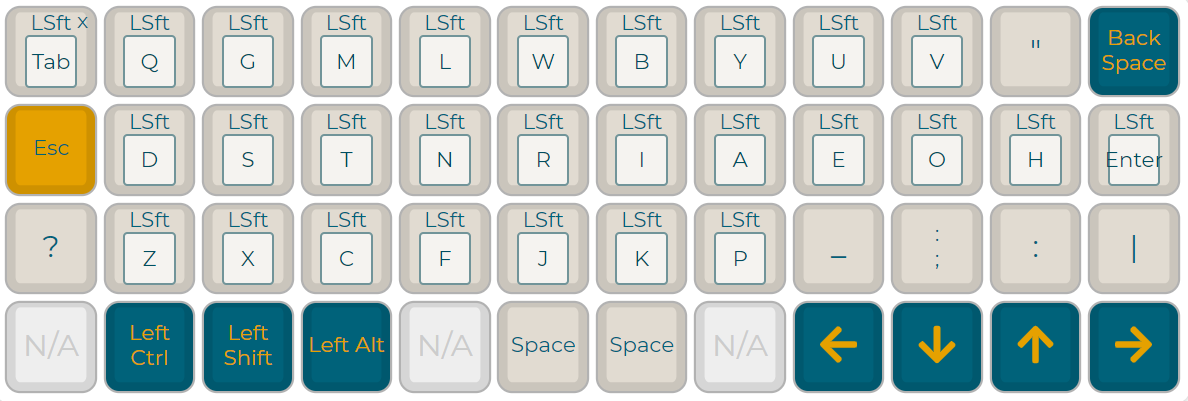 LSft x LSft LSft LSft LSft LSft LSft LSft LSft LSft " Back
Tab Q G M L W B Y U V Space
Esc LSft LSft LSft LSft LSft LSft LSft LSft LSft LSft LSft
D S T N R I A E O H Enter
? LSft LSft LSft LSft LSft LSft LSft _ : : |
Z X C F J K P ;
N/A Left Left Left Alt N/A Space Space N/A ← ↓ ↑ →
Ctrl Shift